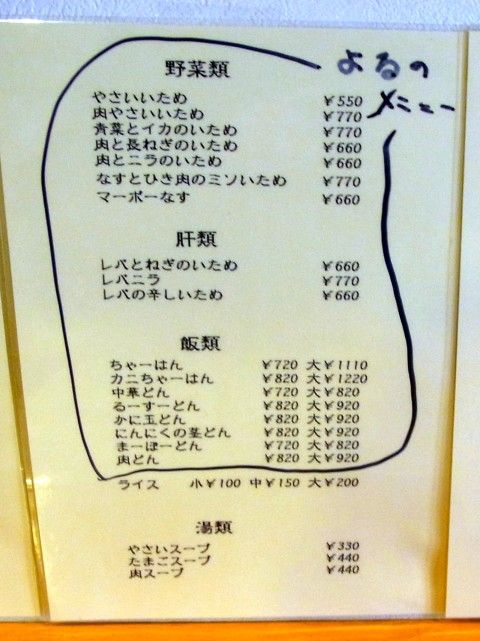 よるの
メニュー
野菜類
やさいいため ￥550
肉やさいいため ￥770
青菜とイカのいため ￥770
肉と長ねぎのいため ￥660
肉とニラのいため ￥660
なすとひき肉のミソいため ￥770
マーボーなす ￥660
肝類
レバとねぎのいため ￥660
レバニラ ￥770
レバの辛しいため ￥660
飯類
ちゃーはん ￥720 大￥1110
カニちゃーはん ￥820 大￥1220
中華どん ￥720 大￥820
るーすーどん ￥820 大￥920
かに玉どん ￥820 大￥920
にんにくの茎どん ￥820 大￥920
まーぼーどん ￥720 大￥820
肉どん ￥820 大￥920
ライス 小￥100 中￥150 大￥200
湯類
やさいスープ ￥330
たまごスープ ￥440
肉スープ ￥440